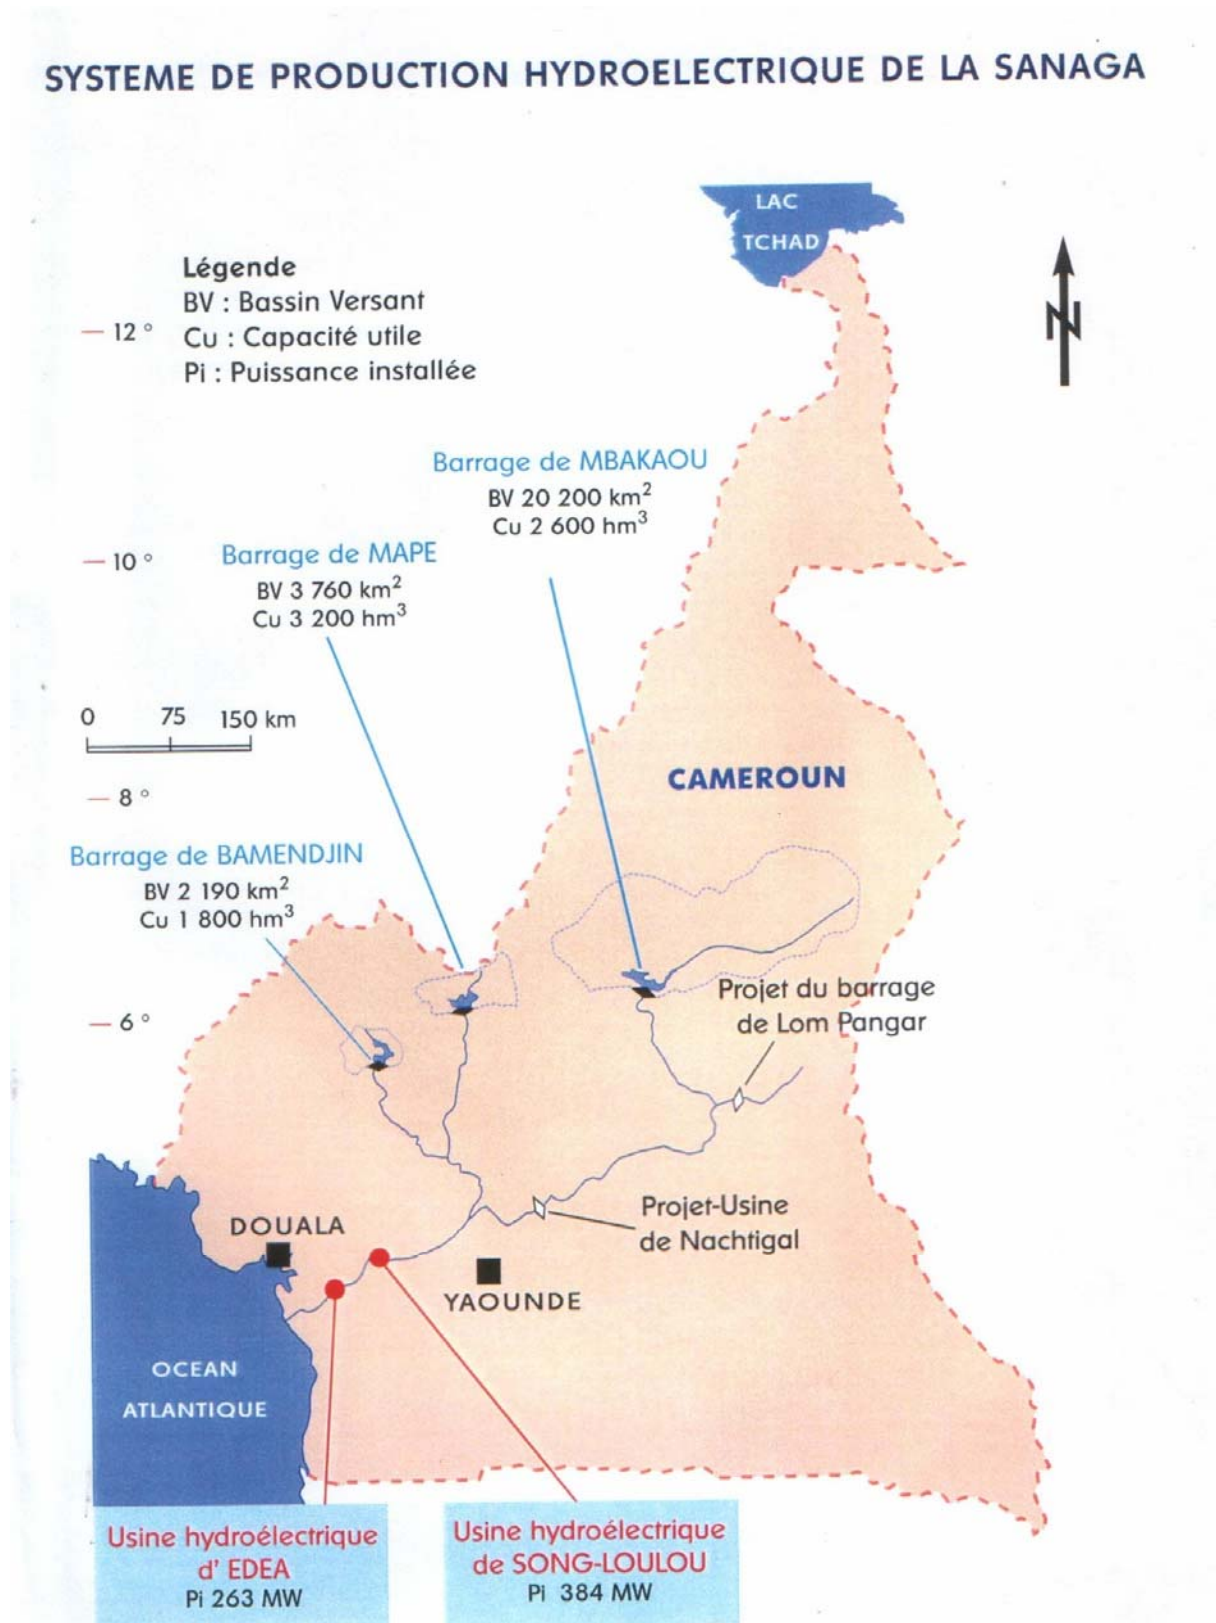 SYSTEME DE PRODUCTION HYDROELECTRIQUE DE LA SANAGA
LAC
TCHAD
N
Légende
BV : Bassin Versant
Cu : Capacité utile
Pi : Puissance installée
12 °
Barrage de MBAKAOU
BV 20 200 km²
Cu 2 600 hm³
10 °
Barrage de MAPE
BV 3 760 km²
Cu 3 200 hm³
0 75 150 km
CAMEROUN
8 °
Barrage de BAMENDJIN
BV 2 190 km²
Cu 1 800 hm³
Projet du barrage
de Lom Pangar
6 °
Projet-Usine
de Nachtigal
DOUALA
YAOUNDE
OCEAN
ATLANTIQUE
Usine hydroélectrique
d' EDEA
Pi 263 MW
Usine hydroélectrique
de SONG-LOULOU
Pi 384 MW